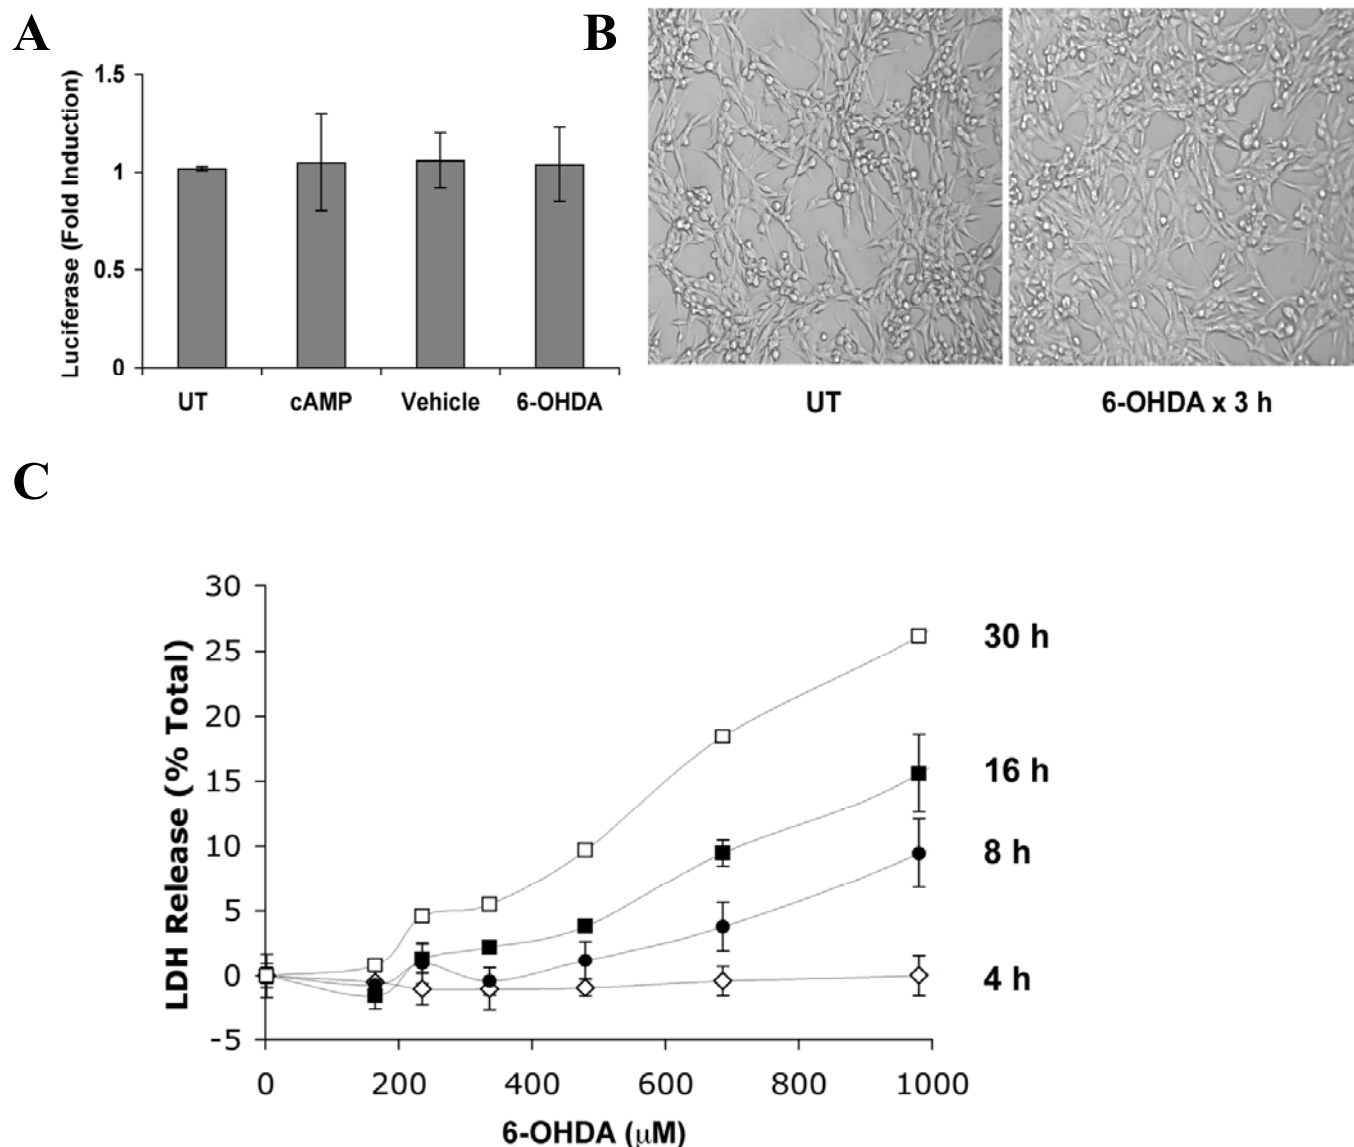 A
B
Luciferase (Fold Induction)
1.5
1
0.5
0
UT
cAMP
Vehicle
6-OHDA
UT
6-OHDA x 3 h
C
LDH Release (% Total)
30
25
20
15
10
5
0
-5
0
200
400
600
800
1000
6-OHDA (μM)
30 h
16 h
8 h
4 h